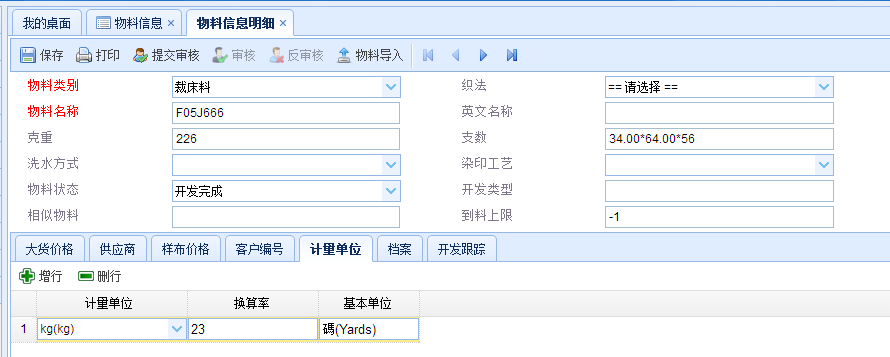 我的桌面 物料信息 × 物料信息明细 ×
保存 打印 提交审核 审核 反审核 物料导入
物料类别 裁床料 织法 == 请选择 ==
物料名称 F05J666 英文名称
克重 226 支数 34.00*64.00*56
洗水方式 染印工艺
物料状态 开发完成 开发类型
相似物料 到料上限 -1
大货价格 供应商 样布价格 客户编号 计量单位 档案 开发跟踪
增行 删行
计量单位 换算率 基本单位
1 kg(kg) 23 碼(Yards)